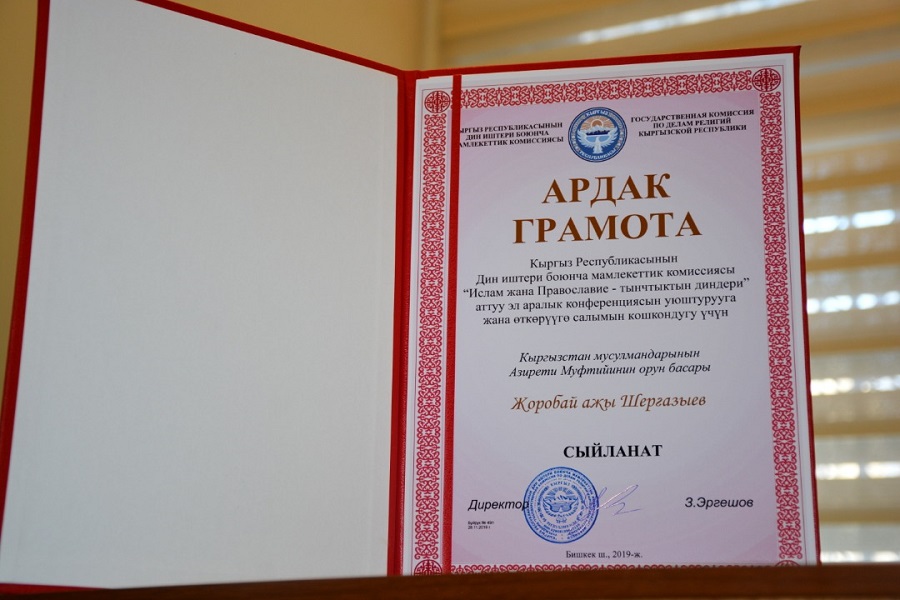 ЫРГЫЗ РЕСПУБЛИКАСЫНЫН
ДИН ИШТЕРИ БОЮНЧА
МАМЛЕКЕТТИК КОМИССИЯСЫ
ГОСУДАРСТВЕННАЯ КОМИССИЯ
ПО ДЕЛАМ РЕЛИГИЙ
КЫРГЫЗСКОЙ РЕСПУБЛИКИ
АРДАК
ГРАМОТА
Кыргыз Республикасынын
Дин иштери боюнча мамлекеттик комиссиясы
“Ислам жана Православие - тынчтыктын диндери”
аттуу эл аралык конференциясын уюштурууга
жана өткөрүүгө салымын кошкондугу үчүн
Кыргызстан мусулмандарынын
Азирети Муфтийинин орун басары
Жоробай ажы Шергазыев
СЫЙЛАНАТ
Директор
З.Эргешов
Бишкек ш., 2019-ж.